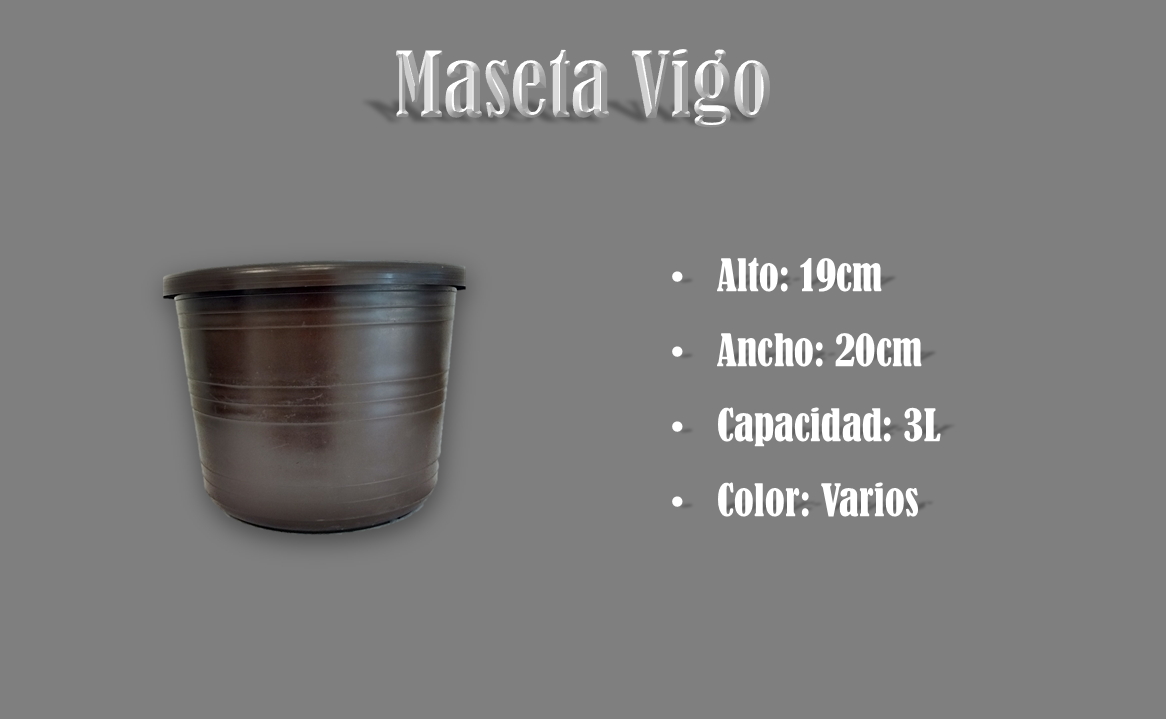 Maseta Vigo
• Alto: 19cm
• Ancho: 20cm
• Capacidad: 3L
• Color: Varios